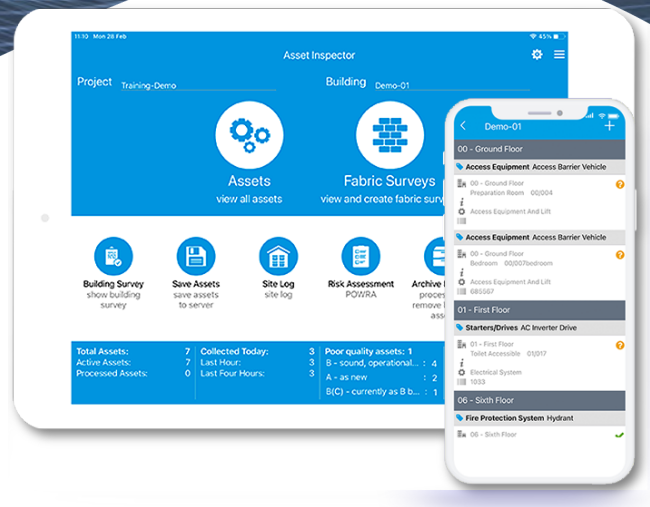 11:10 Mon 28 Feb
45%
Asset Inspector
Project Training-Demo
Building Demo-01
Assets
view all assets
Fabric Surveys
view and create fabric surv
Building Survey
show building
survey
Save Assets
save assets
to server
Site Log
site log
Risk Assessment
POWRA
Archive
proces
remove
ass
Total Assets: 7
Active Assets: 7
Processed Assets: 0
Collected Today: 3
Last Hour: 3
Last Four Hours: 3
Poor quality assets: 1
B - sound, operational... : 4
A - as new : 2
B(C) - currently as B b... : 1
Demo-01
00 - Ground Floor
Access Equipment Access Barrier Vehicle
00 - Ground Floor
Preparation Room 00/004
Access Equipment And Lift
Access Equipment Access Barrier Vehicle
00 - Ground Floor
Bedroom 00/007bedroom
Access Equipment And Lift
685567
01 - First Floor
Starters/Drives AC Inverter Drive
01 - First Floor
Toilet Accessible 01/017
Electrical System
1033
06 - Sixth Floor
Fire Protection System Hydrant
06 - Sixth Floor